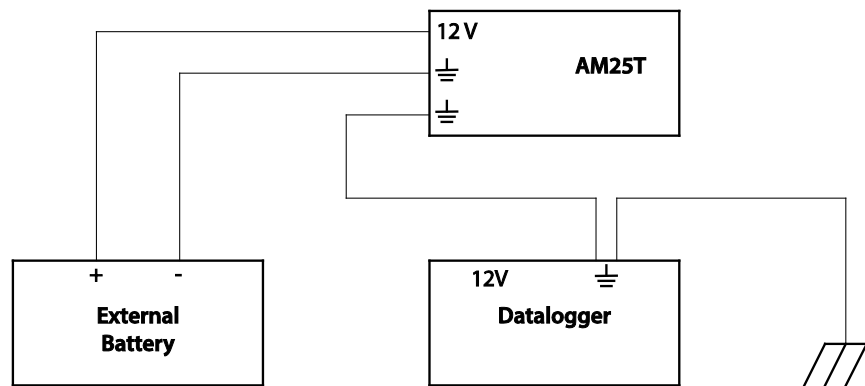 12 V
AM25T
+ -
12V
External
Battery
Datalogger